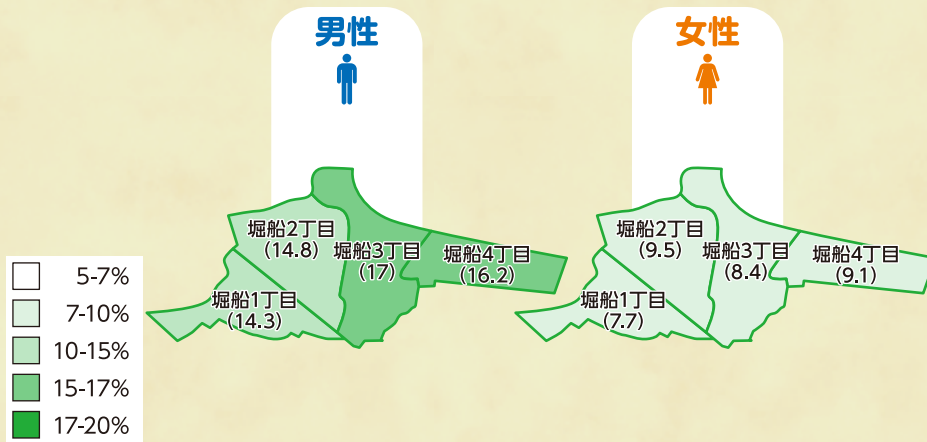 男性
堀船2丁目
(14.8)
堀船3丁目
(17)
堀船4丁目
(16.2)
堀船1丁目
(14.3)
女性
堀船2丁目
(9.5)
堀船3丁目
(8.4)
堀船4丁目
(9.1)
堀船1丁目
(7.7)
5-7%
7-10%
10-15%
15-17%
17-20%